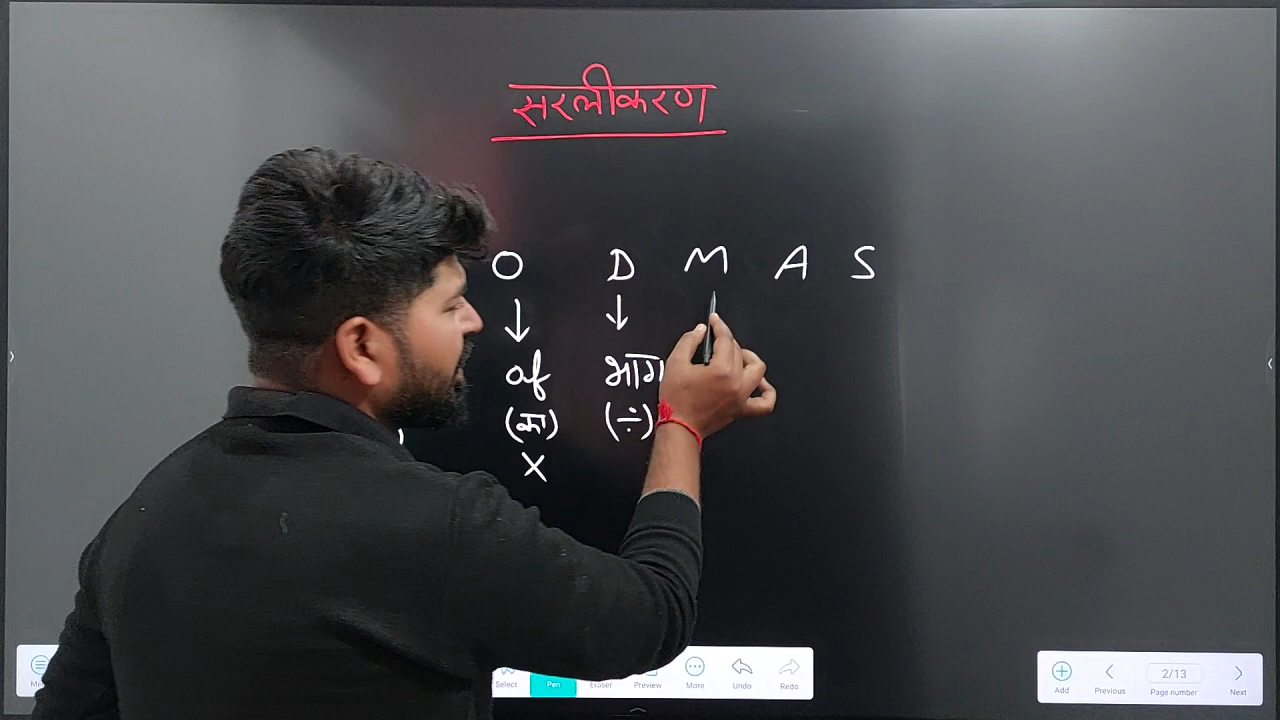 सरलीकरण
O D M A S
↓ ↓
of भाग
(का) (÷)
×
Select Pen Eraser Preview More Undo Redo
Add Previous 2/13 Page number Next